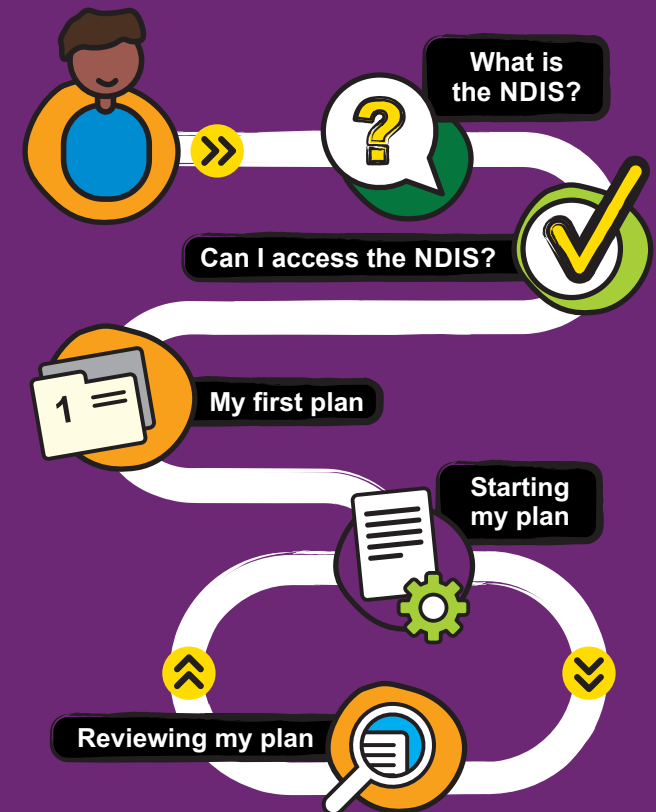 What is
the NDIS?
?
Can I access the NDIS?
1
My first plan
Starting
my plan
Reviewing my plan